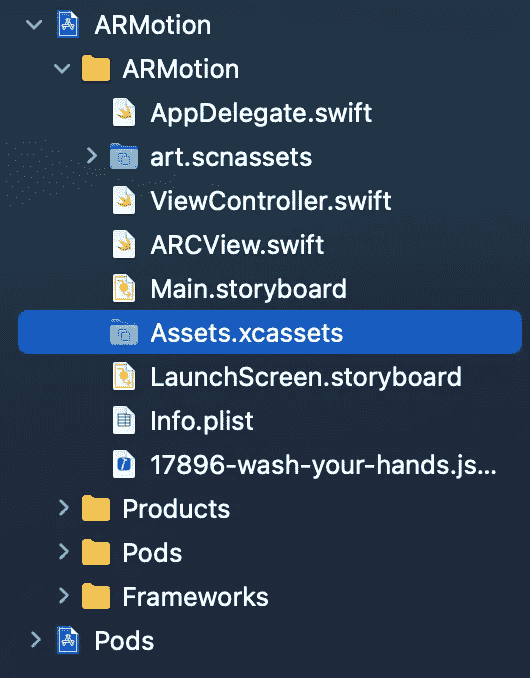 ARMotion
ARMotion
AppDelegate.swift
art.scnassets
ViewController.swift
ARCView.swift
Main.storyboard
Assets.xcassets
LaunchScreen.storyboard
Info.plist
17896-wash-your-hands.js...
Products
Pods
Frameworks
Pods